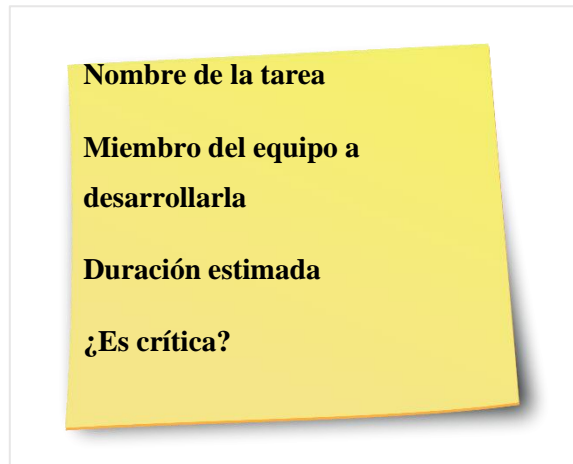 Nombre de la tarea
Miembro del equipo a
desarrollarla
Duración estimada
¿Es crítica?